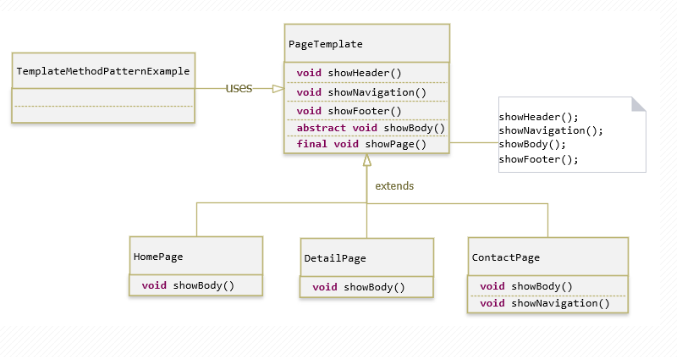 PageTemplate
void showHeader()
void showNavigation()
void showFooter()
abstract void showBody()
final void showPage()
TemplateMethodPatternExample
uses
showHeader();
showNavigation();
showBody();
showFooter();
extends
HomePage
void showBody()
DetailPage
void showBody()
ContactPage
void showBody()
void showNavigation()